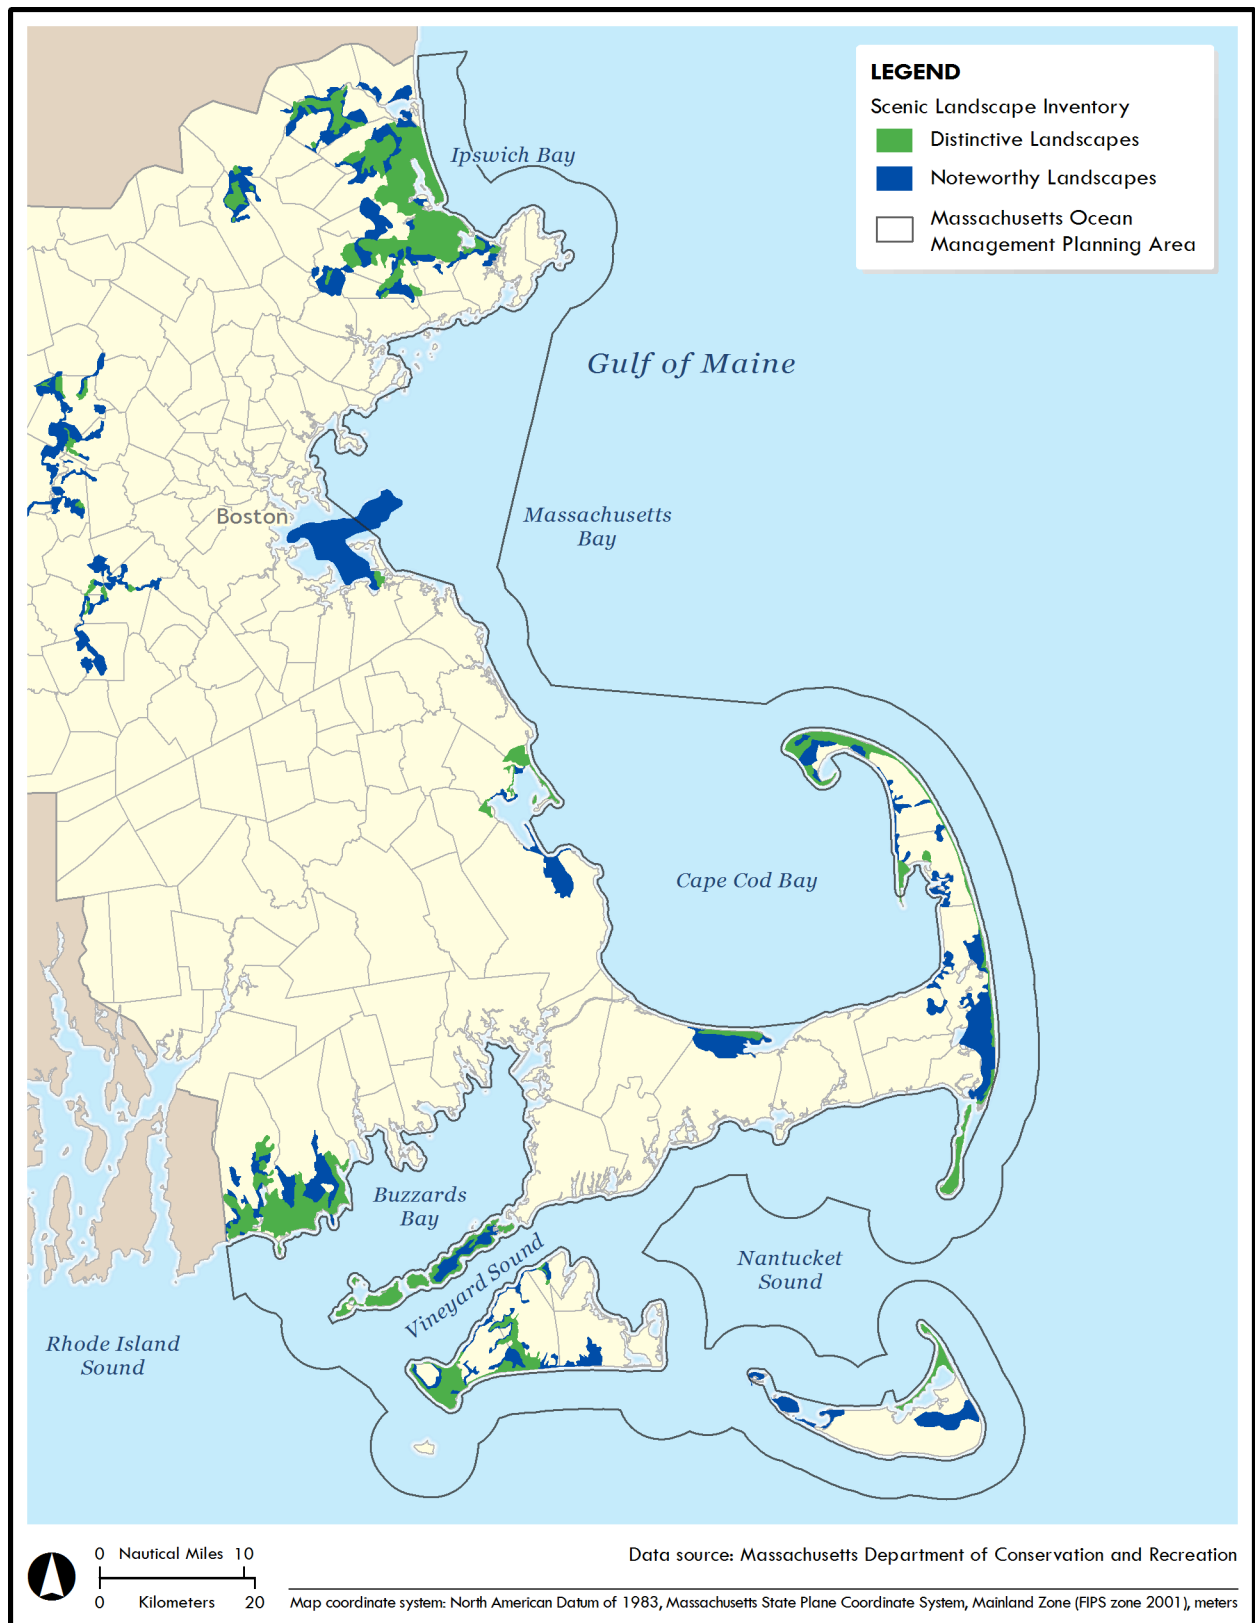 LEGEND
Scenic Landscape Inventory
Distinctive Landscapes
Noteworthy Landscapes
Massachusetts Ocean
Management Planning Area
Ipswich Bay
Gulf of Maine
Boston
Massachusetts
Bay
Cape Cod Bay
Buzzards
Bay
Vineyard Sound
Nantucket
Sound
Rhode Island
Sound
0 Nautical Miles 10
0 Kilometers 20
Data source: Massachusetts Department of Conservation and Recreation
Map coordinate system: North American Datum of 1983, Massachusetts State Plane Coordinate System, Mainland Zone (FIPS zone 2001), meters